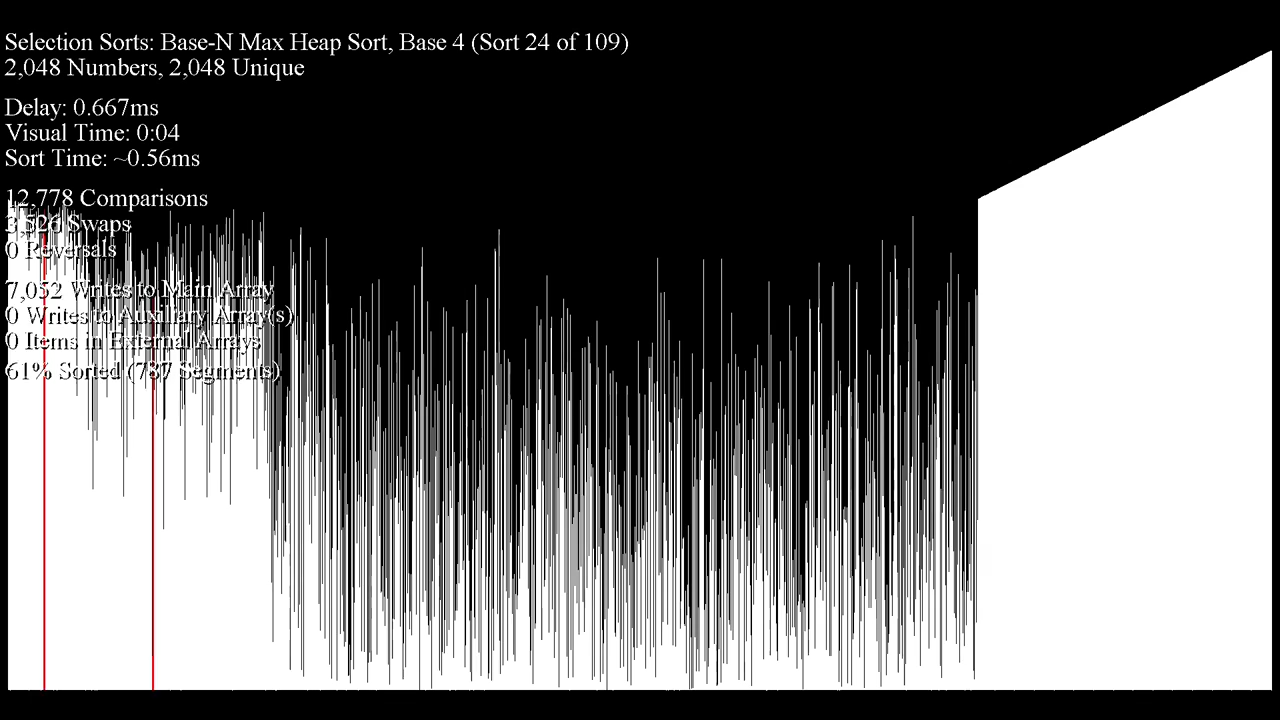 Selection Sorts: Base-N Max Heap Sort, Base 4 (Sort 24 of 109)
2,048 Numbers, 2,048 Unique
Delay: 0.667ms
Visual Time: 0:04
Sort Time: ~0.56ms
12,778 Comparisons
3,526 Swaps
0 Reversals
7,052 Writes to Main Array
0 Writes to Auxiliary Array(s)
0 Items in External Arrays
61% Sorted (787 Segments)